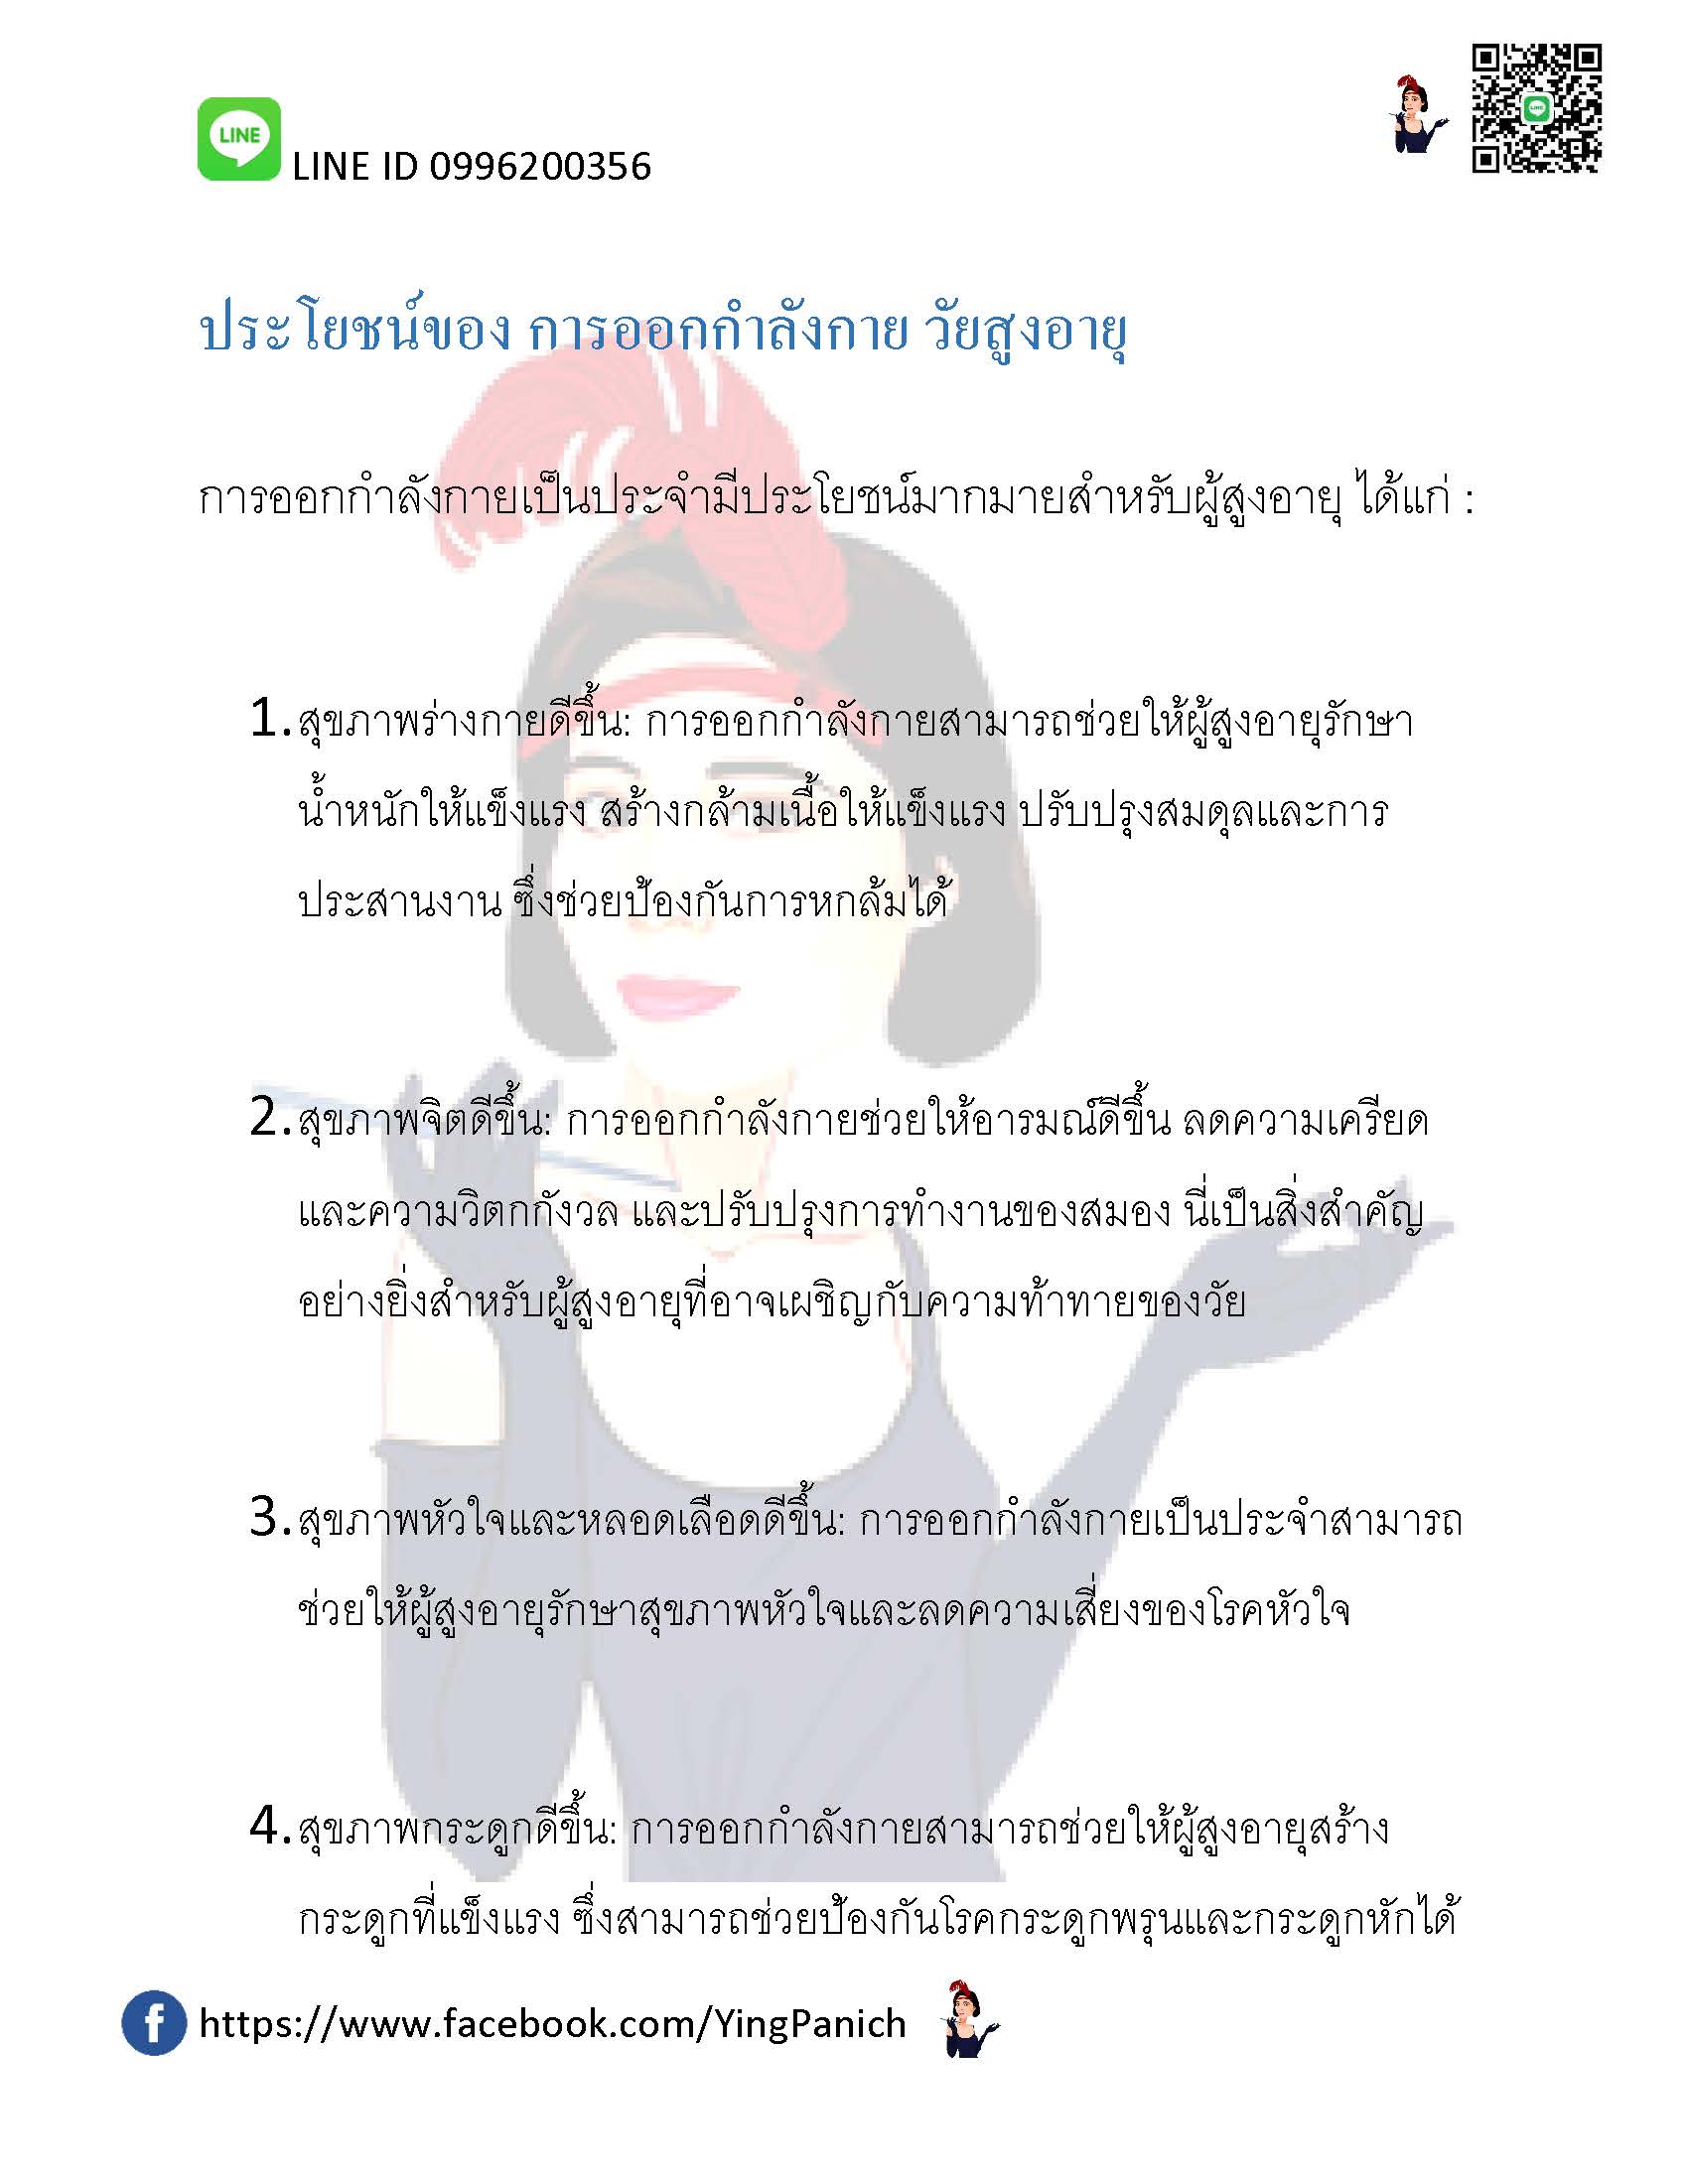 LINE
LINE ID 0996200356
ประโยชน์ของ การออกกำลังกาย วัยสูงอายุ
การออกกำลังกายเป็นประจำมีประโยชน์มากมายสำหรับผู้สูงอายุ ได้แก่ :
1. สุขภาพร่างกายดีขึ้น: การออกกำลังกายสามารถช่วยให้ผู้สูงอายุรักษา
น้ำหนักให้แข็งแรง สร้างกล้ามเนื้อให้แข็งแรง ปรับปรุงสมดุลและการ
ประสานงาน ซึ่งช่วยป้องกันการหกล้มได้
2. สุขภาพจิตดีขึ้น: การออกกำลังกายช่วยให้อารมณ์ดีขึ้น ลดความเครียด
และความวิตกกังวล และปรับปรุงการทำงานของสมอง นี่เป็นสิ่งสำคัญ
อย่างยิ่งสำหรับผู้สูงอายุที่อาจเผชิญกับความท้าทายของวัย
3. สุขภาพหัวใจและหลอดเลือดดีขึ้น: การออกกำลังกายเป็นประจำสามารถ
ช่วยให้ผู้สูงอายุรักษาสุขภาพหัวใจและลดความเสี่ยงของโรคหัวใจ
4. สุขภาพกระดูกดีขึ้น: การออกกำลังกายสามารถช่วยให้ผู้สูงอายุสร้าง
กระดูกที่แข็งแรง ซึ่งสามารถช่วยป้องกันโรคกระดูกพรุนและกระดูกหักได้
https://www.facebook.com/YingPanich